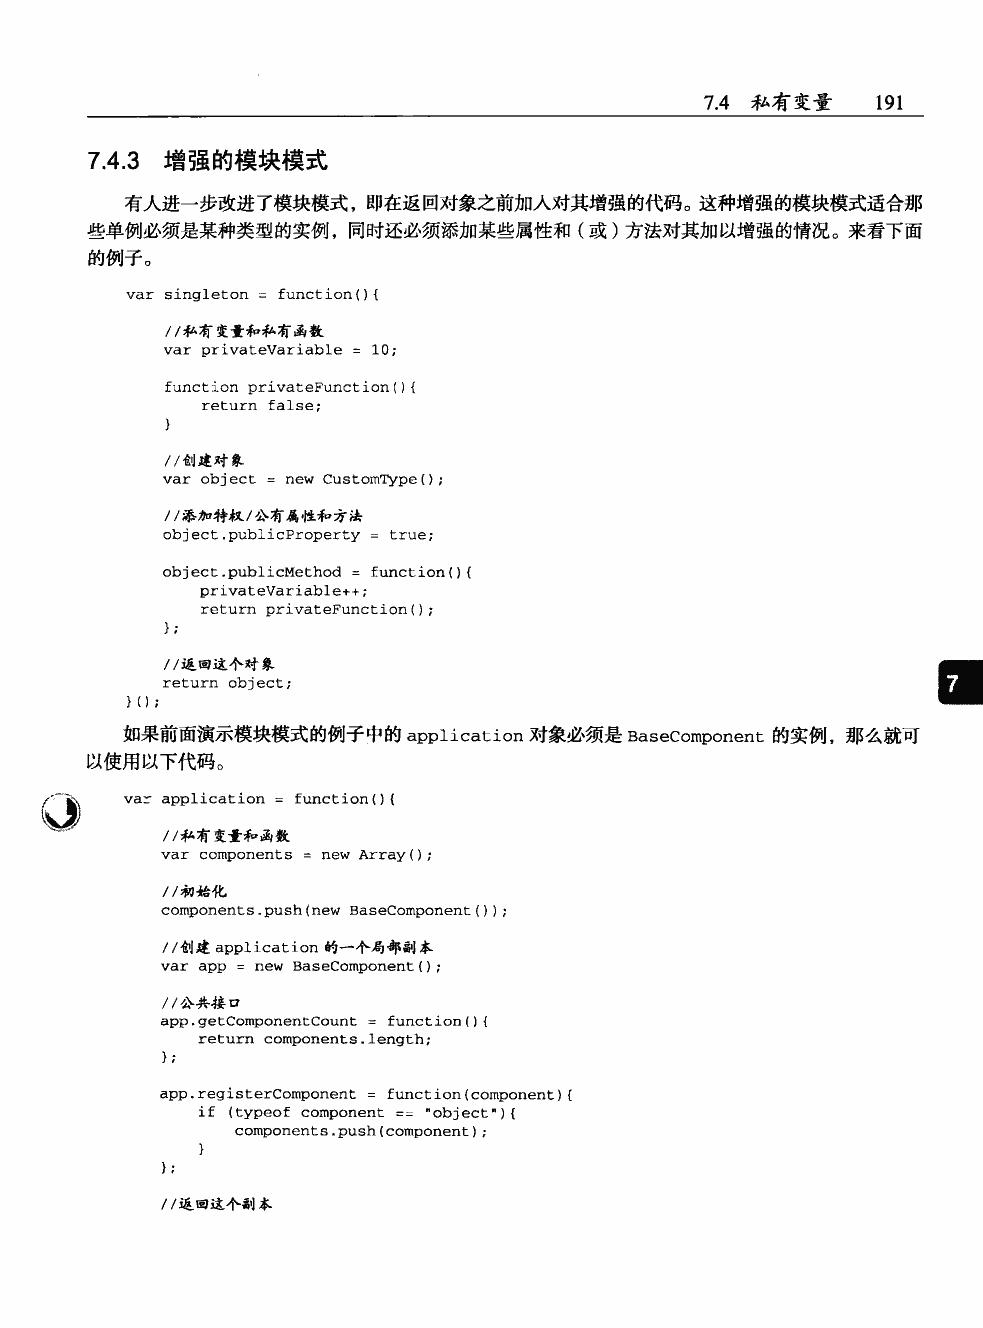 7.4 私有变量 191
7.4.3 增强的模块模式
有人进一步改进了模块模式，即在返回对象之前加入对其增强的代码。这种增强的模块模式适合那
些单例必须是某种类型的实例，同时还必须添加某些属性和（或）方法对其加以增强的情况。来看下面
的例子。
var singleton = function(){
//私有变量和私有函数
var privateVariable = 10;
function privateFunction(){
return false;
}
//创建对象
var object = new CustomType();
//添加特权/公有属性和方法
object.publicProperty = true;
object.publicMethod = function(){
privateVariable++;
return privateFunction();
};
//返回这个对象
return object;
}();
7
如果前面演示模块模式的例子中的 application 对象必须是 BaseComponent 的实例，那么就可
以使用以下代码。
var application = function(){
//私有变量和函数
var components = new Array();
//初始化
components.push(new BaseComponent());
//创建 application 的一个局部副本
var app = new BaseComponent();
//公共接口
app.getComponentCount = function(){
return components.length;
};
app.registerComponent = function(component){
if (typeof component == "object"){
components.push(component);
}
};
//返回这个副本